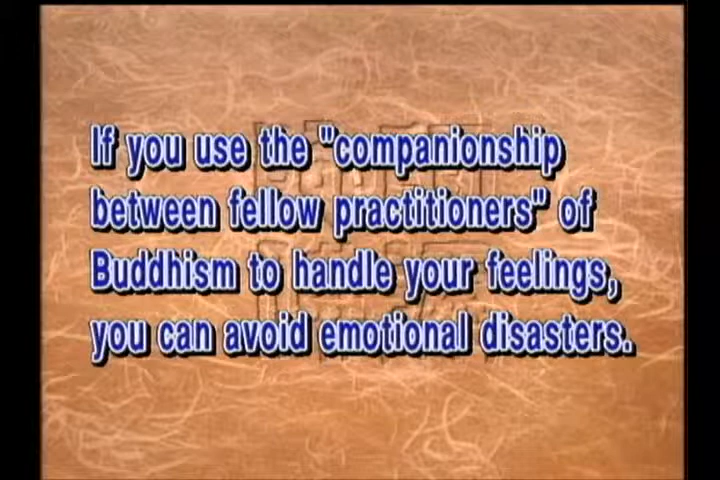 If you use the "companionship
between fellow practitioners" of
Buddhism to handle your feelings,
you can avoid emotional disasters.